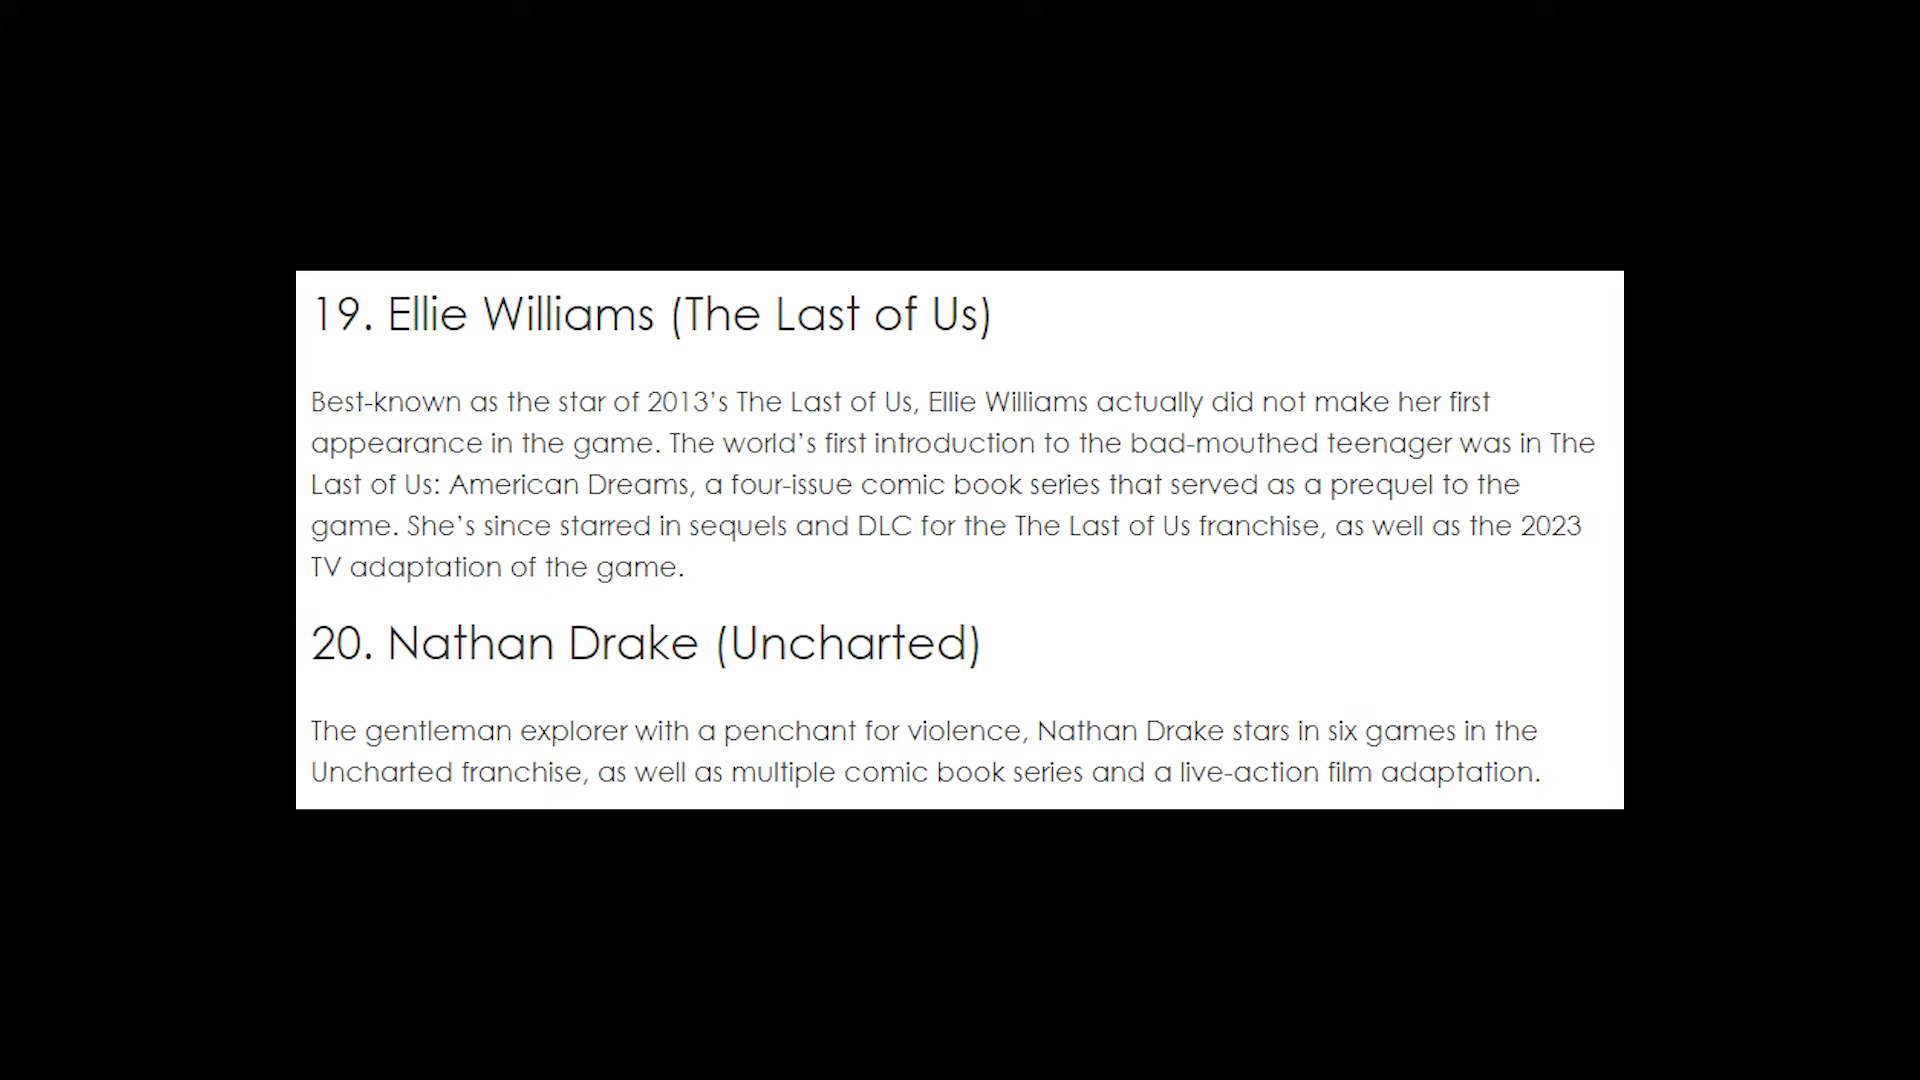 19. Ellie Williams (The Last of Us)
Best-known as the star of 2013’s The Last of Us, Ellie Williams actually did not make her first
appearance in the game. The world’s first introduction to the bad-mouthed teenager was in The
Last of Us: American Dreams, a four-issue comic book series that served as a prequel to the
game. She’s since starred in sequels and DLC for the The Last of Us franchise, as well as the 2023
TV adaptation of the game.
20. Nathan Drake (Uncharted)
The gentleman explorer with a penchant for violence, Nathan Drake stars in six games in the
Uncharted franchise, as well as multiple comic book series and a live-action film adaptation.